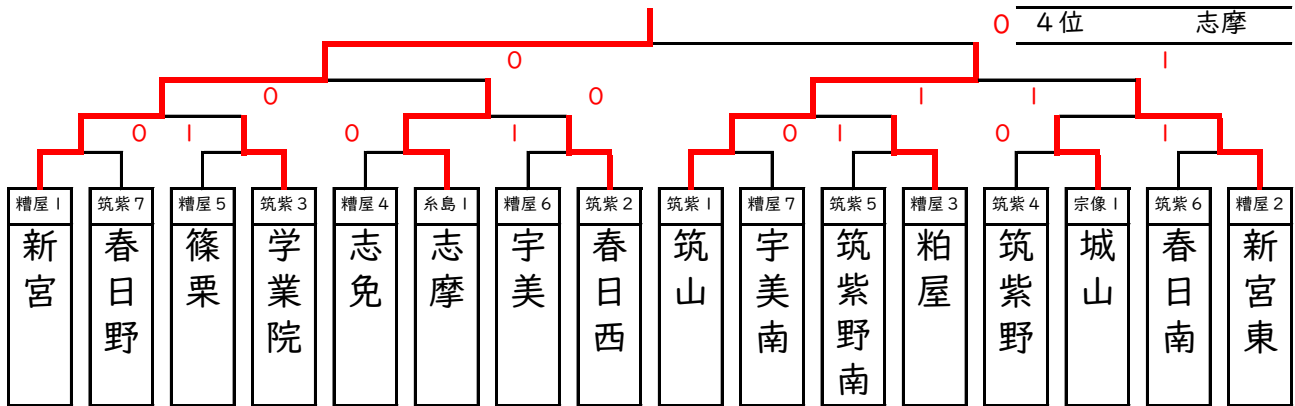 0 4位 志摩
0 1
0 0 1 1
0 1 0 1 0 1 0 1
糟屋1 筑紫7 糟屋5 筑紫3 糟屋4 糸島1 糟屋6 筑紫2 筑紫1 糟屋7 筑紫5 糟屋3 筑紫4 宗像1 筑紫6 糟屋2
新宮
春日野
篠栗
学業院
志免
志摩
宇美
春日西
筑山
宇美南
筑紫野南
粕屋
筑紫野
城山
春日南
新宮東